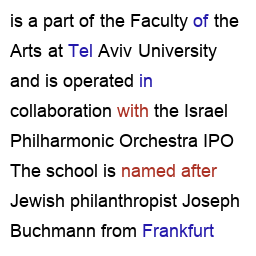 is a part of the Faculty of the
Arts at Tel Aviv University
and is operated in
collaboration with the Israel
Philharmonic Orchestra IPO
The school is named after
Jewish philanthropist Joseph
Buchmann from Frankfurt